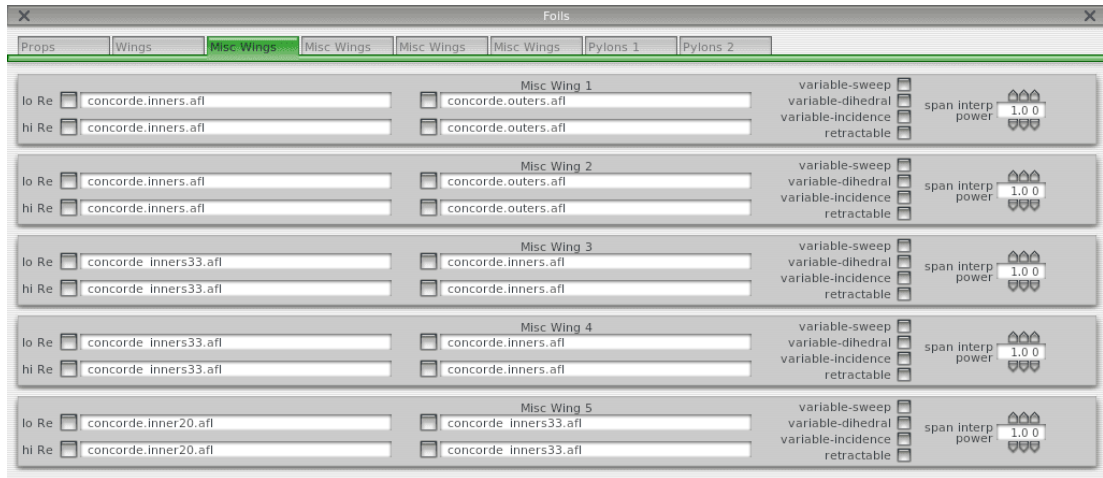 Foils
Props Wings Misc Wings Misc Wings Misc Wings Misc Wings Pylons 1 Pylons 2
Misc Wing 1
lo Re concorde.inners.afl concorde.outers.afl
hi Re concorde.inners.afl concorde.outers.afl
variable-sweep
variable-dihedral
variable-incidence
retractable
span interp power 1.0 0
Misc Wing 2
lo Re concorde.inners.afl concorde.outers.afl
hi Re concorde.inners.afl concorde.outers.afl
variable-sweep
variable-dihedral
variable-incidence
retractable
span interp power 1.0 0
Misc Wing 3
lo Re concorde inners33.afl concorde.inners.afl
hi Re concorde inners33.afl concorde.inners.afl
variable-sweep
variable-dihedral
variable-incidence
retractable
span interp power 1.0 0
Misc Wing 4
lo Re concorde inners33.afl concorde.inners.afl
hi Re concorde inners33.afl concorde.inners.afl
variable-sweep
variable-dihedral
variable-incidence
retractable
span interp power 1.0 0
Misc Wing 5
lo Re concorde.inner20.afl concorde inners33.afl
hi Re concorde.inner20.afl concorde inners33.afl
variable-sweep
variable-dihedral
variable-incidence
retractable
span interp power 1.0 0